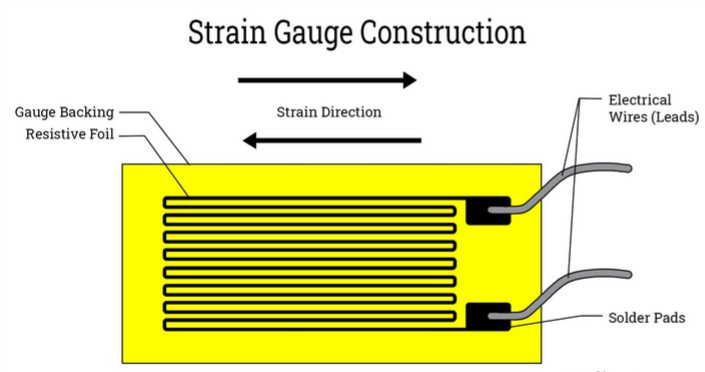 Strain Gauge Construction
Strain Direction
Gauge Backing
Resistive Foil
Electrical
Wires (Leads)
Solder Pads